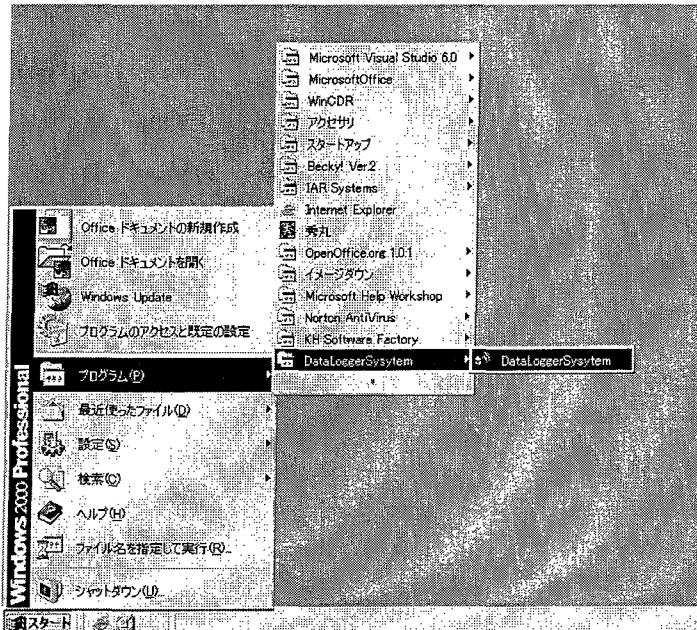 Microsoft Visual Studio 6.0
MicrosoftOffice
WinCDR
アクセサリ
スタートアップ
Becky! Ver.2
IAR Systems
Internet Explorer
秀丸
OpenOffice.org 1.0.1
イメージダウン
Microsoft Help Workshop
Norton AntiVirus
KH Software Factory
DataLoggerSysytem
DataLoggerSysytem
Office ドキュメントの新規作成
Office ドキュメントを開く
Windows Update
プログラムのアクセスと既定の設定
プログラム(P)
最近使ったファイル(D)
設定(S)
検索(C)
ヘルプ(H)
ファイル名を指定して実行(R)...
シャットダウン(U)...
Windows 2000 Professional
スタート